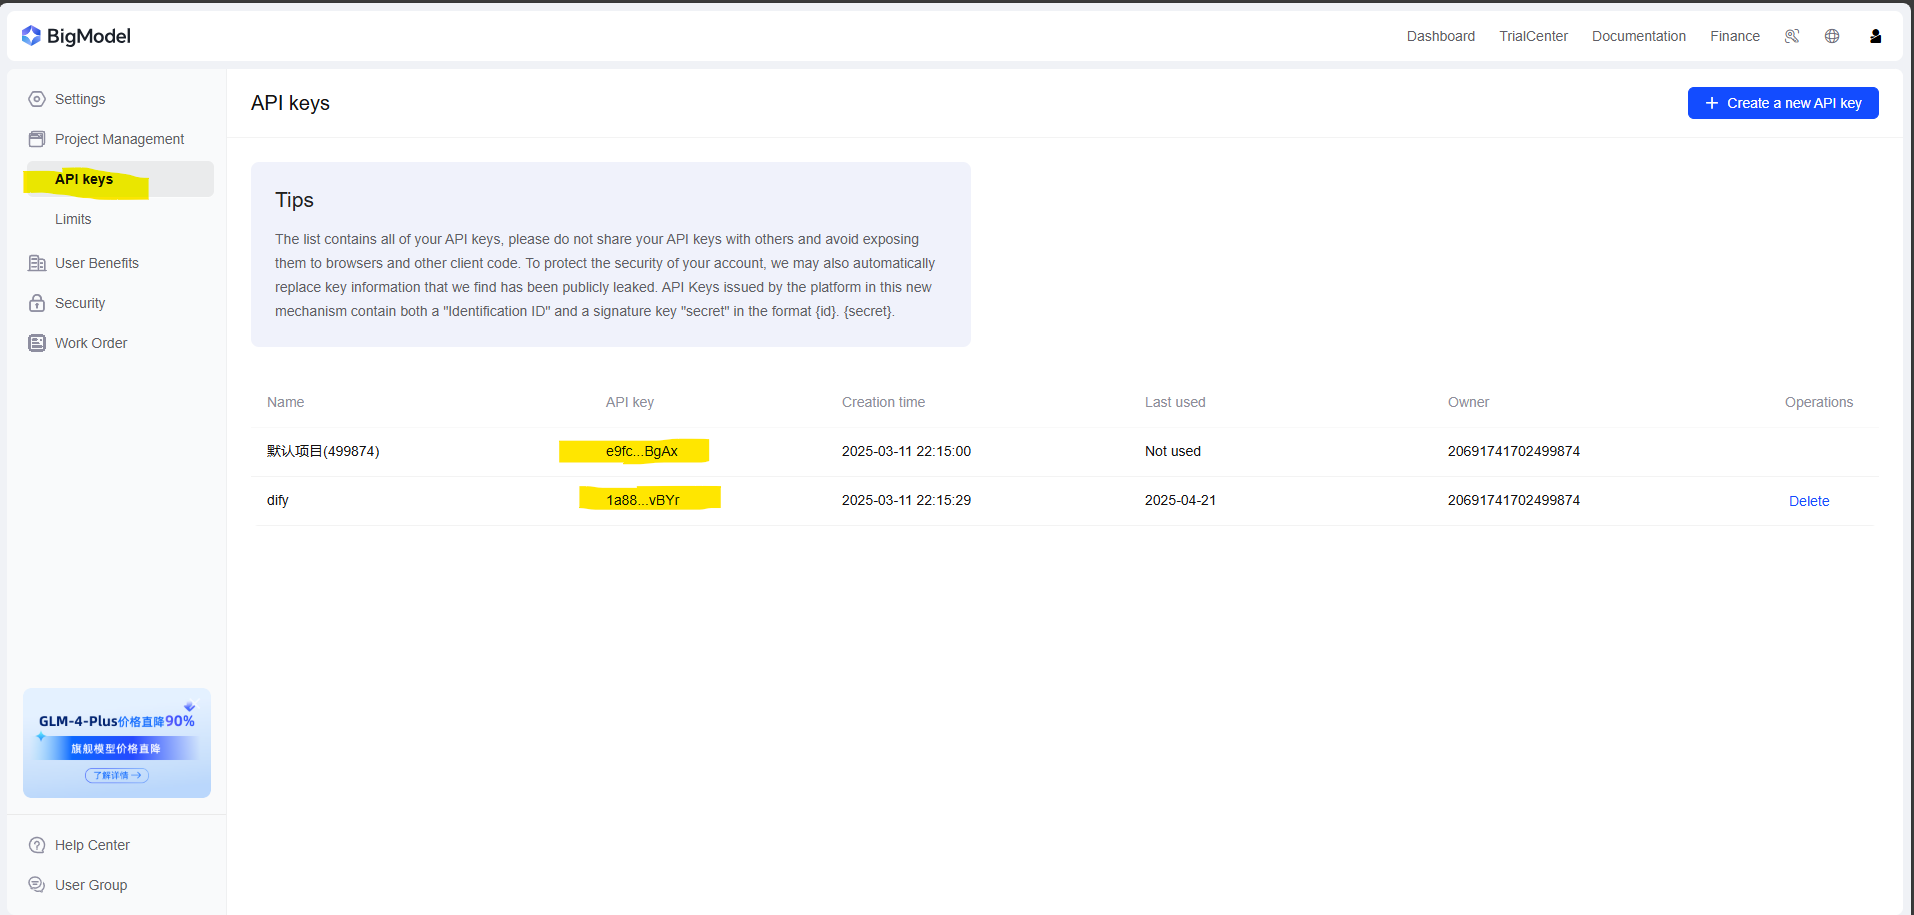 BigModel
Dashboard TrialCenter Documentation Finance
Settings
Project Management
API keys
Limits
User Benefits
Security
Work Order
GLM-4-Plus价格直降90%
旗舰模型价格直降
了解详情
Help Center
User Group
API keys
Create a new API key
Tips
The list contains all of your API keys, please do not share your API keys with others and avoid exposing
them to browsers and other client code. To protect the security of your account, we may also automatically
replace key information that we find has been publicly leaked. API Keys issued by the platform in this new
mechanism contain both a "Identification ID" and a signature key "secret" in the format {id}. {secret}.
Name API key Creation time Last used Owner Operations
默认项目(499874) e9fc...BgAx 2025-03-11 22:15:00 Not used 20691741702499874
dify 1a88...vBYr 2025-03-11 22:15:29 2025-04-21 20691741702499874 Delete